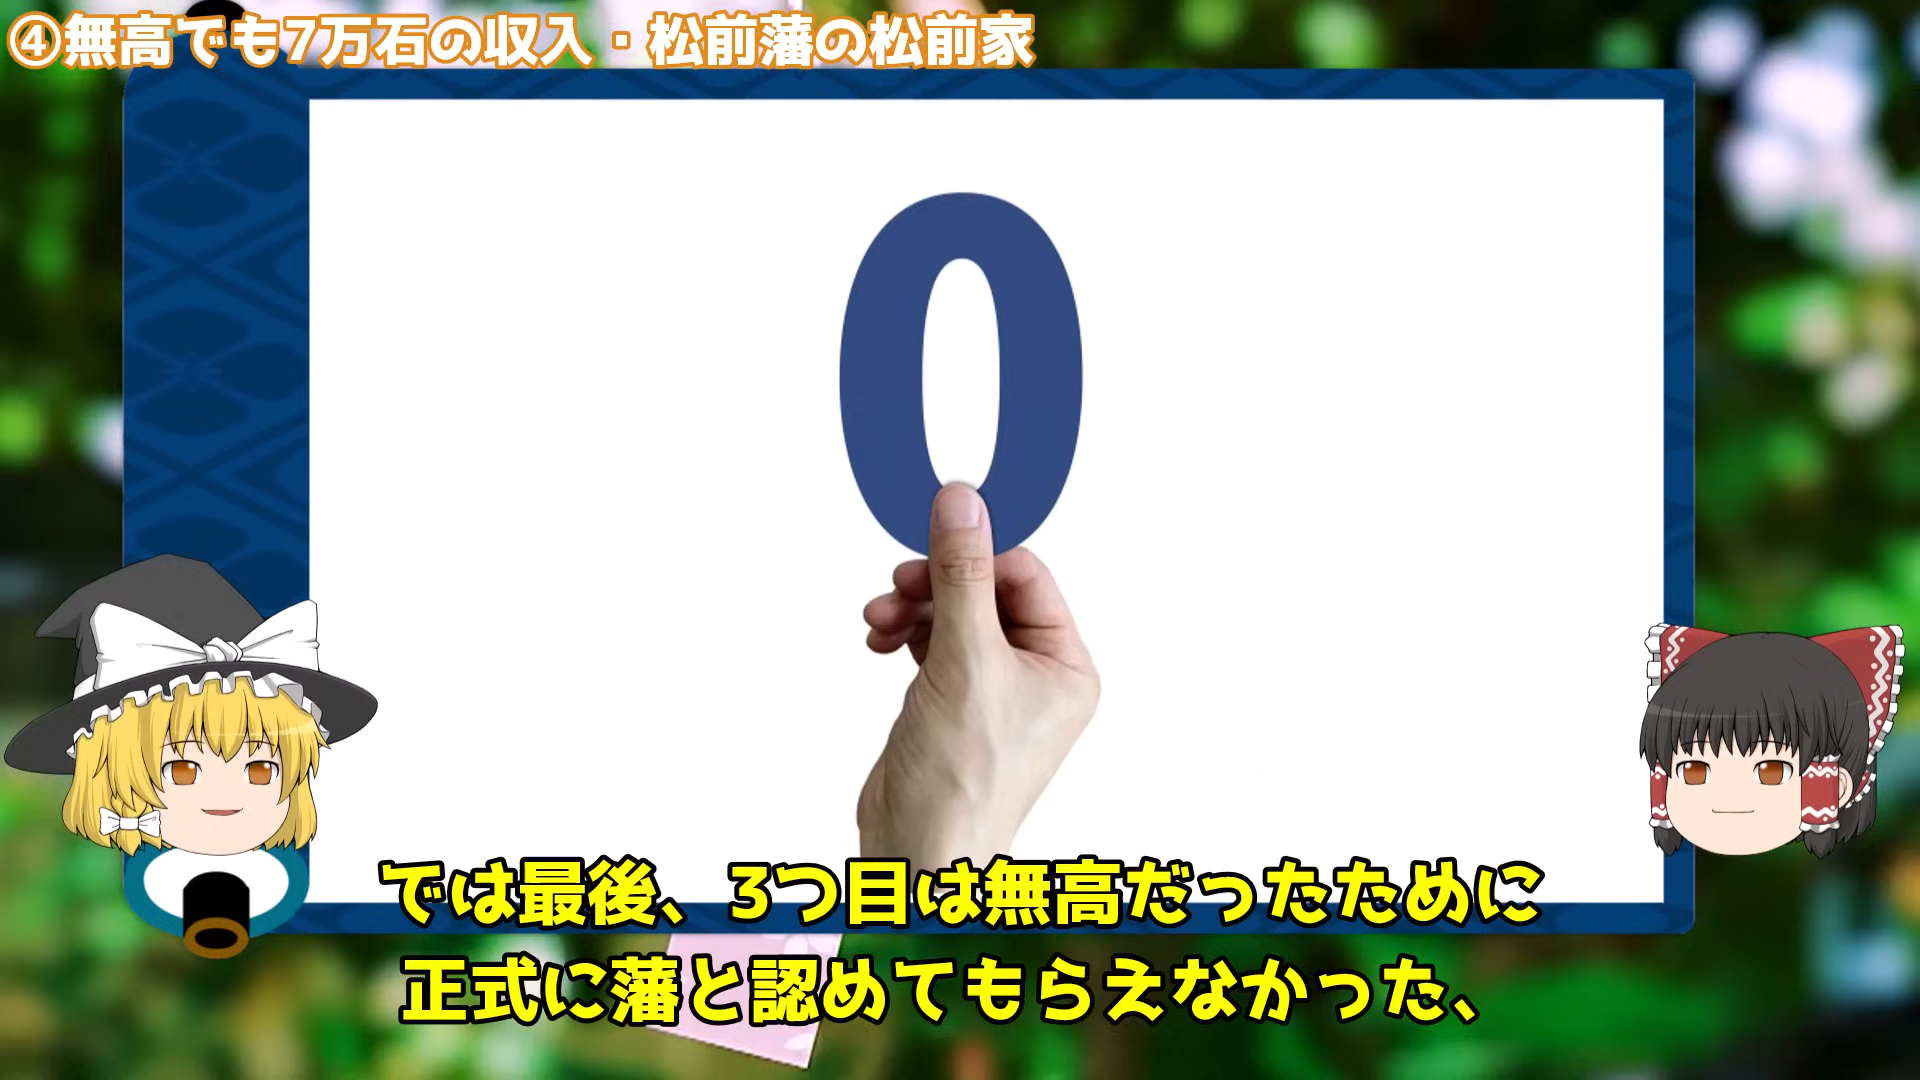 ④無高でも7万石の収入・松前藩の松前家
0
では最後、3つ目は無高だったために
正式に藩と認めてもらえなかった、